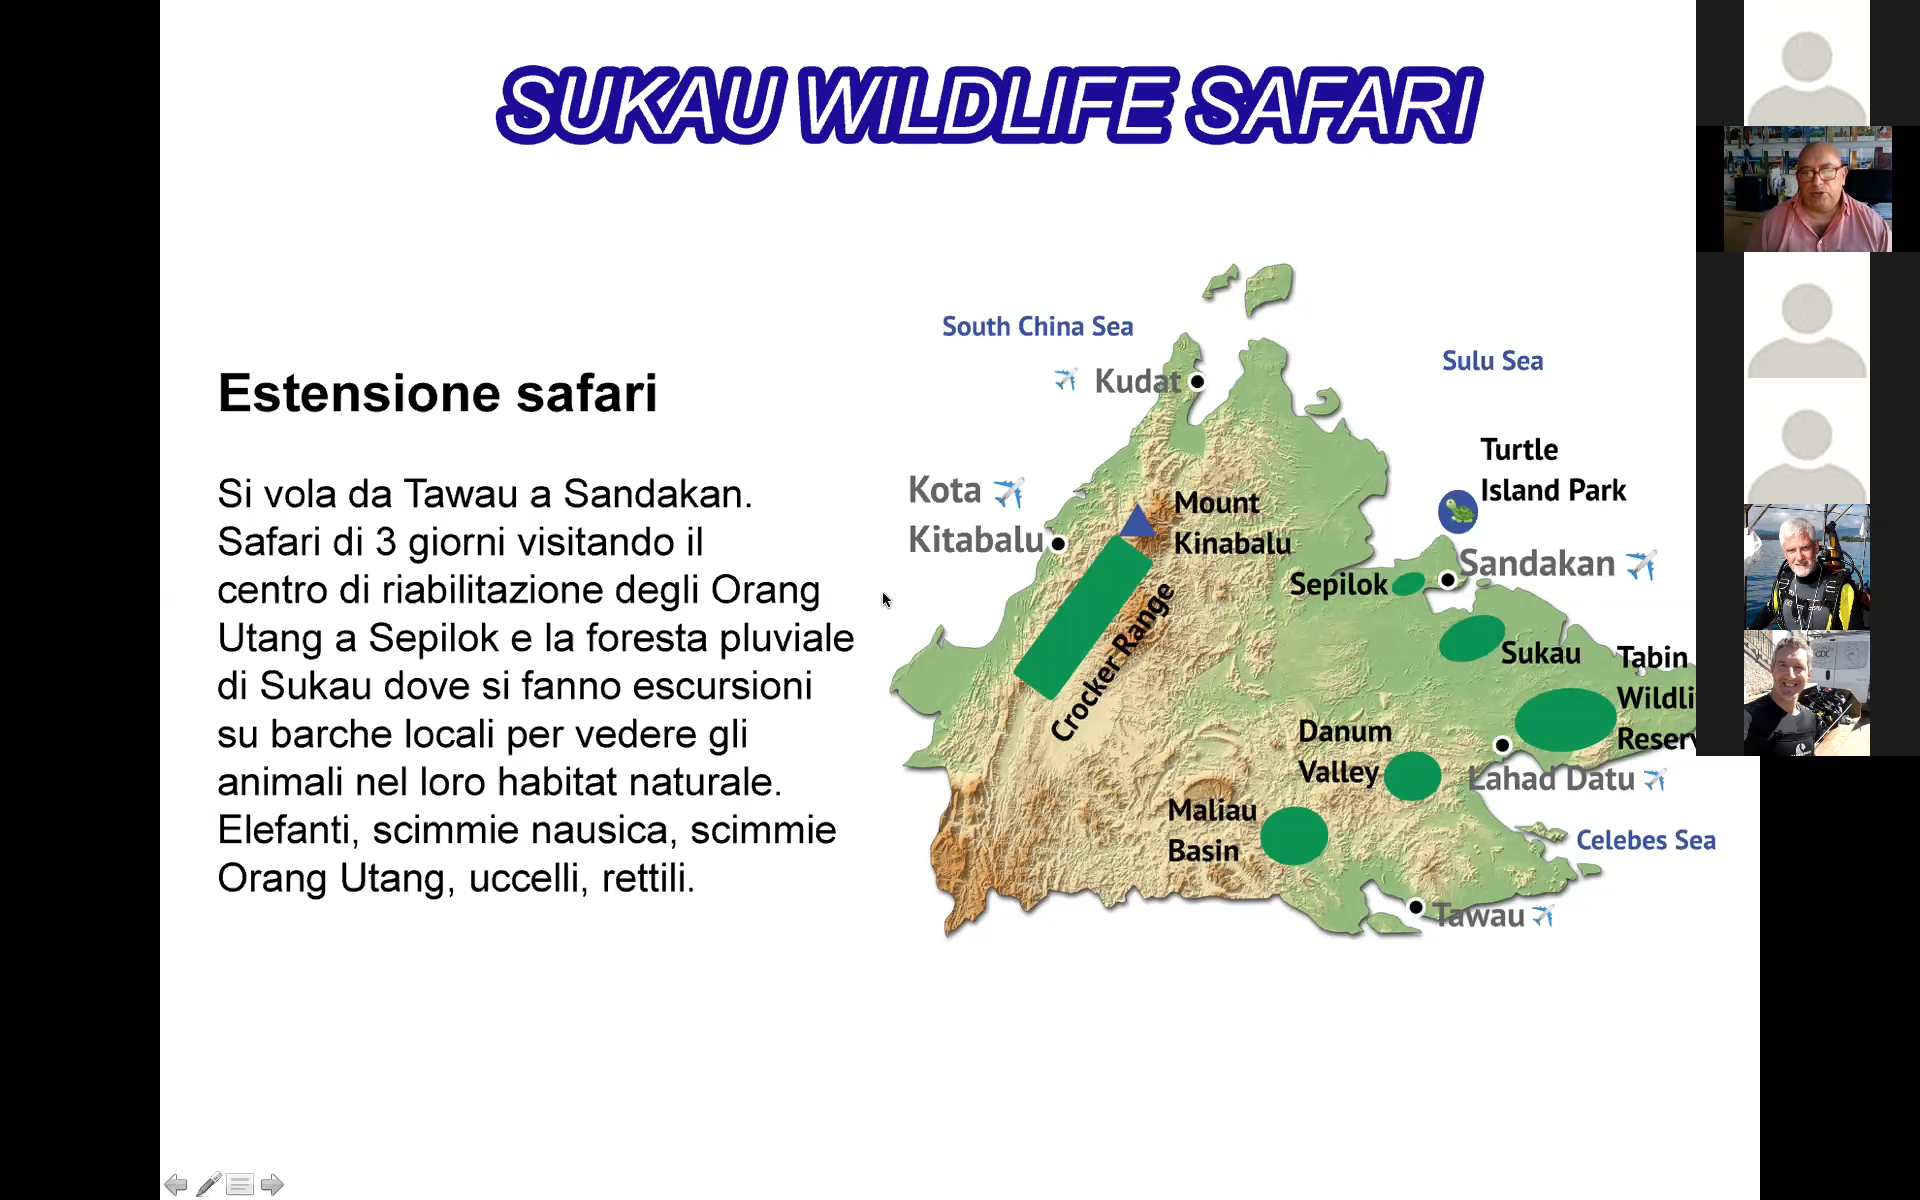 SUKAU WILDLIFE SAFARI
Estensione safari
Si vola da Tawau a Sandakan.
Safari di 3 giorni visitando il
centro di riabilitazione degli Orang
Utang a Sepilok e la foresta pluviale
di Sukau dove si fanno escursioni
su barche locali per vedere gli
animali nel loro habitat naturale.
Elefanti, scimmie nausica, scimmie
Orang Utang, uccelli, rettili.
South China Sea
Sulu Sea
Kudat
Turtle
Island Park
Kota
Kitabalu
Mount
Kinabalu
Sandakan
Sepilok
Crocker Range
Sukau
Tabin
Wildli
Reserv
Danum
Valley
Lahad Datu
Maliau
Basin
Celebes Sea
Tawau